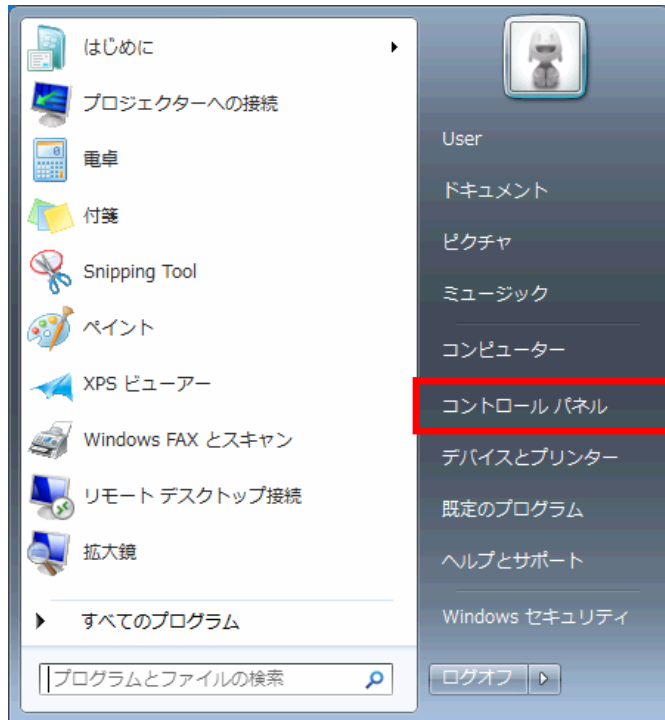 はじめに
プロジェクターへの接続
電卓
付箋
Snipping Tool
ペイント
XPS ビューアー
Windows FAX とスキャン
リモート デスクトップ接続
拡大鏡
すべてのプログラム
プログラムとファイルの検索
User
ドキュメント
ピクチャ
ミュージック
コンピューター
コントロール パネル
デバイスとプリンター
既定のプログラム
ヘルプとサポート
Windows セキュリティ
ログオフ